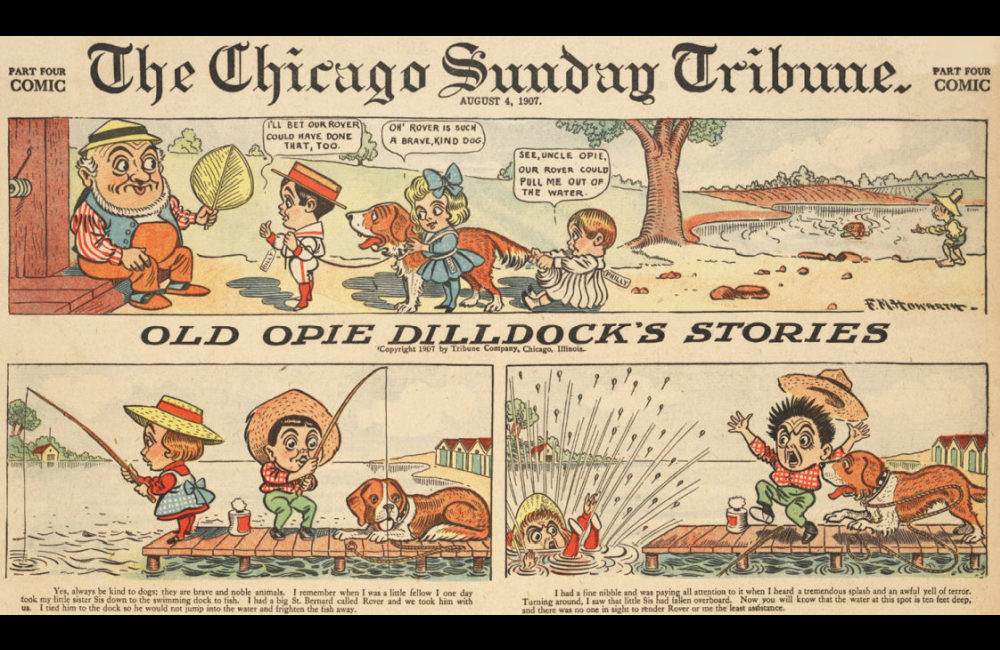 PART FOUR
COMIC
The Chicago Sunday Tribune.
PART FOUR
COMIC
AUGUST 4, 1907.
I'LL BET OUR ROVER
COULD HAVE DONE
THAT, TOO.
OH' ROVER IS SUCH
A BRAVE, KIND DOG.
SEE, UNCLE OPIE,
OUR ROVER COULD
PULL ME OUT OF
THE WATER.
PHILLY
F. M. HOWARTH -
OLD OPIE DILLDOCK'S STORIES
Copyright 1907 by Tribune Company, Chicago, Illinois.
Yes, always be kind to dogs; they are brave and noble animals. I remember when I was a little fellow I one day
took my little sister Sis down to the swimming dock to fish. I had a big St. Bernard called Rover and we took him with
us. I tied him to the dock so he would not jump into the water and frighten the fish away.
I had a fine nibble and was paying all attention to it when I heard a tremendous splash and an awful yell of terror.
Turning around, I saw that little Sis had fallen overboard. Now you will know that the water at this spot is ten feet deep,
and there was no one in sight to render Rover or me the least assistance.